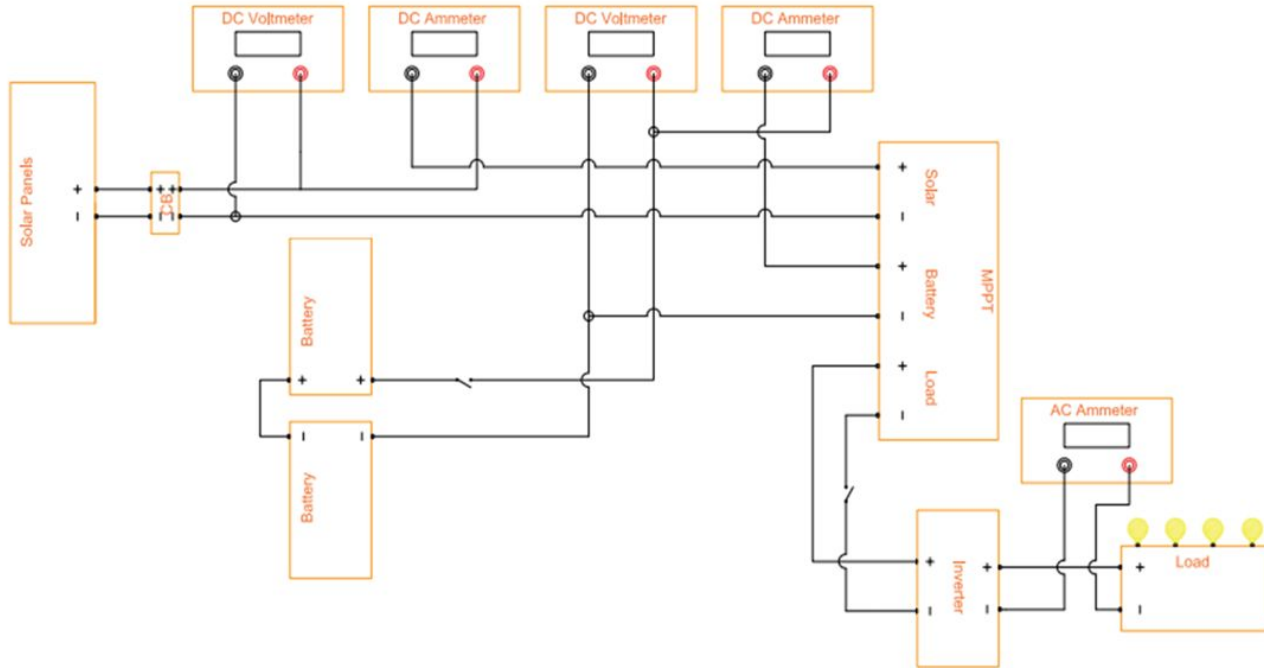 DC Voltmeter
DC Ammeter
DC Voltmeter
DC Ammeter
Solar Panels
+
−
+ +
CB
− −
MPPT
+
Solar
−
+
Battery
−
+
Load
−
Battery
+ +
− −
Battery
AC Ammeter
Inverter
+
−
+
−
Load
+
−